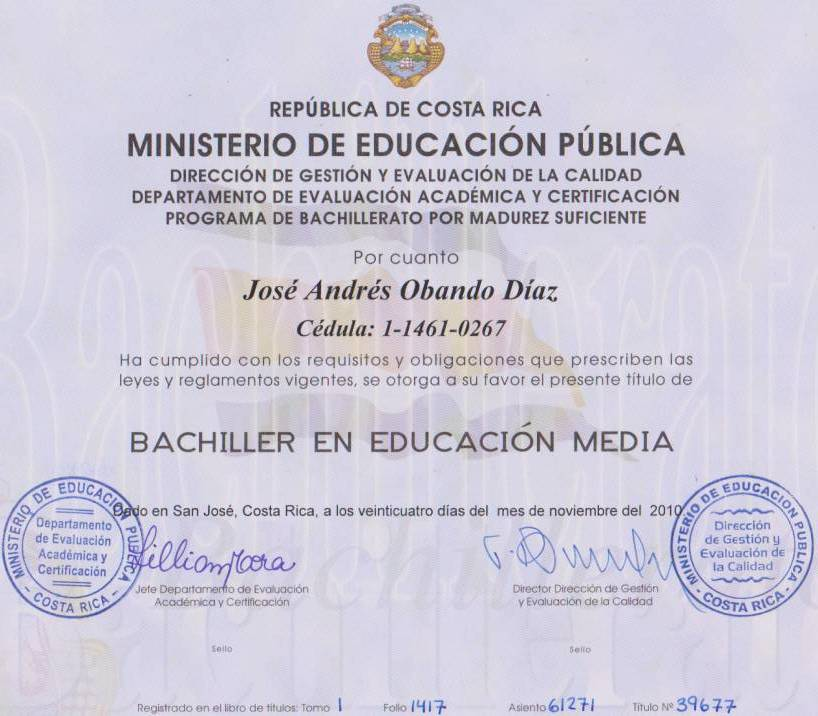 REPÚBLICA DE COSTA RICA
MINISTERIO DE EDUCACIÓN PÚBLICA
DIRECCIÓN DE GESTIÓN Y EVALUACIÓN DE LA CALIDAD
DEPARTAMENTO DE EVALUACIÓN ACADÉMICA Y CERTIFICACIÓN
PROGRAMA DE BACHILLERATO POR MADUREZ SUFICIENTE
Por cuanto
José Andrés Obando Díaz
Cédula: 1-1461-0267
Ha cumplido con los requisitos y obligaciones que prescriben las
leyes y reglamentos vigentes, se otorga a su favor el presente título de
BACHILLER EN EDUCACIÓN MEDIA
Dado en San José, Costa Rica, a los veinticuatro días del mes de noviembre del 2010.
MINISTERIO DE EDUCACION PUBLICA
Departamento
de Evaluación
Académica y
Certificación
- COSTA RICA -
Lillian Mora
Jefe Departamento de Evaluación
Académica y Certificación
Sello
Director Dirección de Gestión
y Evaluación de la Calidad
Sello
MINISTERIO DE EDUCACION PUBLICA
Dirección
de Gestión y
Evaluación de
la Calidad
- COSTA RICA -
Registrado en el libro de títulos: Tomo 1 Folio 1417 Asiento 61271 Título Nº 39677